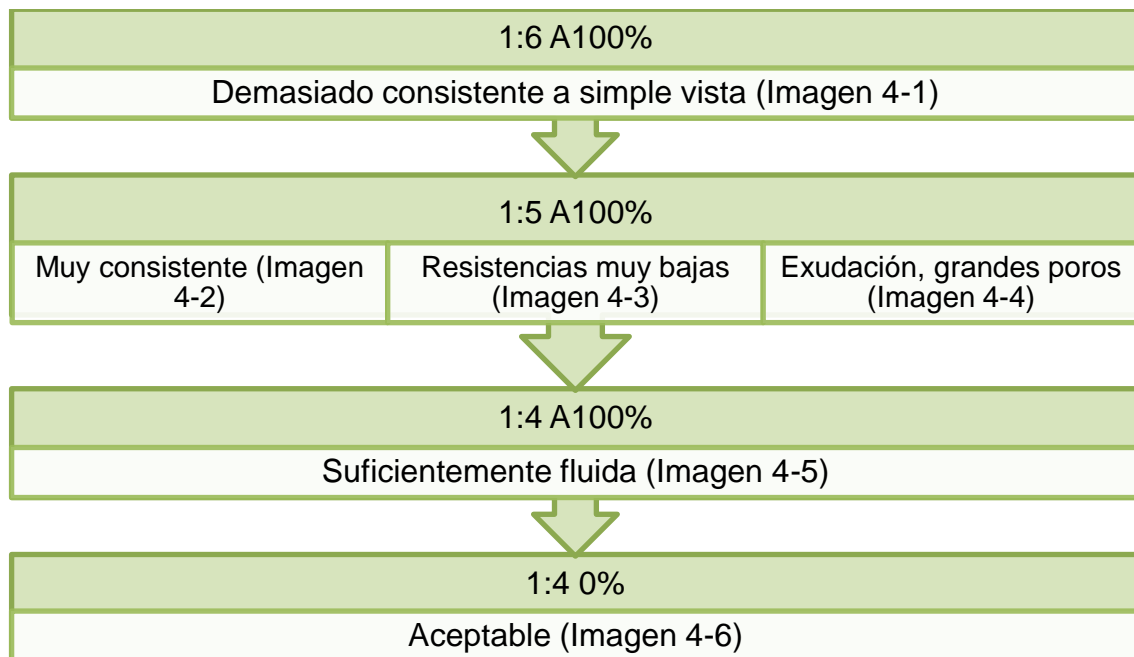 1:6 A100%
Demasiado consistente a simple vista (Imagen 4-1)
1:5 A100%
Muy consistente (Imagen
4-2)
Resistencias muy bajas
(Imagen 4-3)
Exudación, grandes poros
(Imagen 4-4)
1:4 A100%
Suficientemente fluida (Imagen 4-5)
1:4 0%
Aceptable (Imagen 4-6)